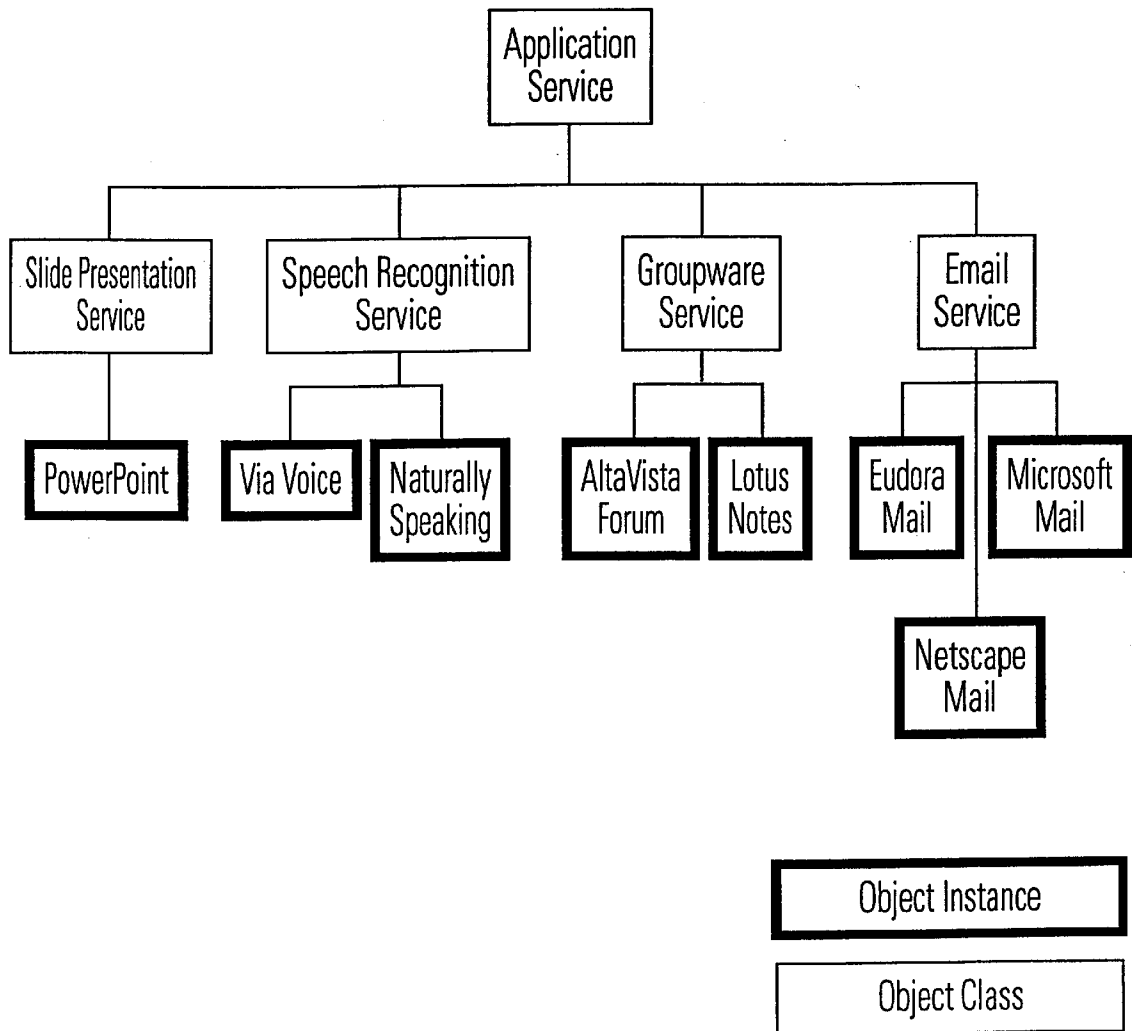 Application
Service
Slide Presentation
Service
Speech Recognition
Service
Groupware
Service
Email
Service
PowerPoint
Via Voice
Naturally
Speaking
AltaVista
Forum
Lotus
Notes
Eudora
Mail
Microsoft
Mail
Netscape
Mail
Object Instance
Object Class